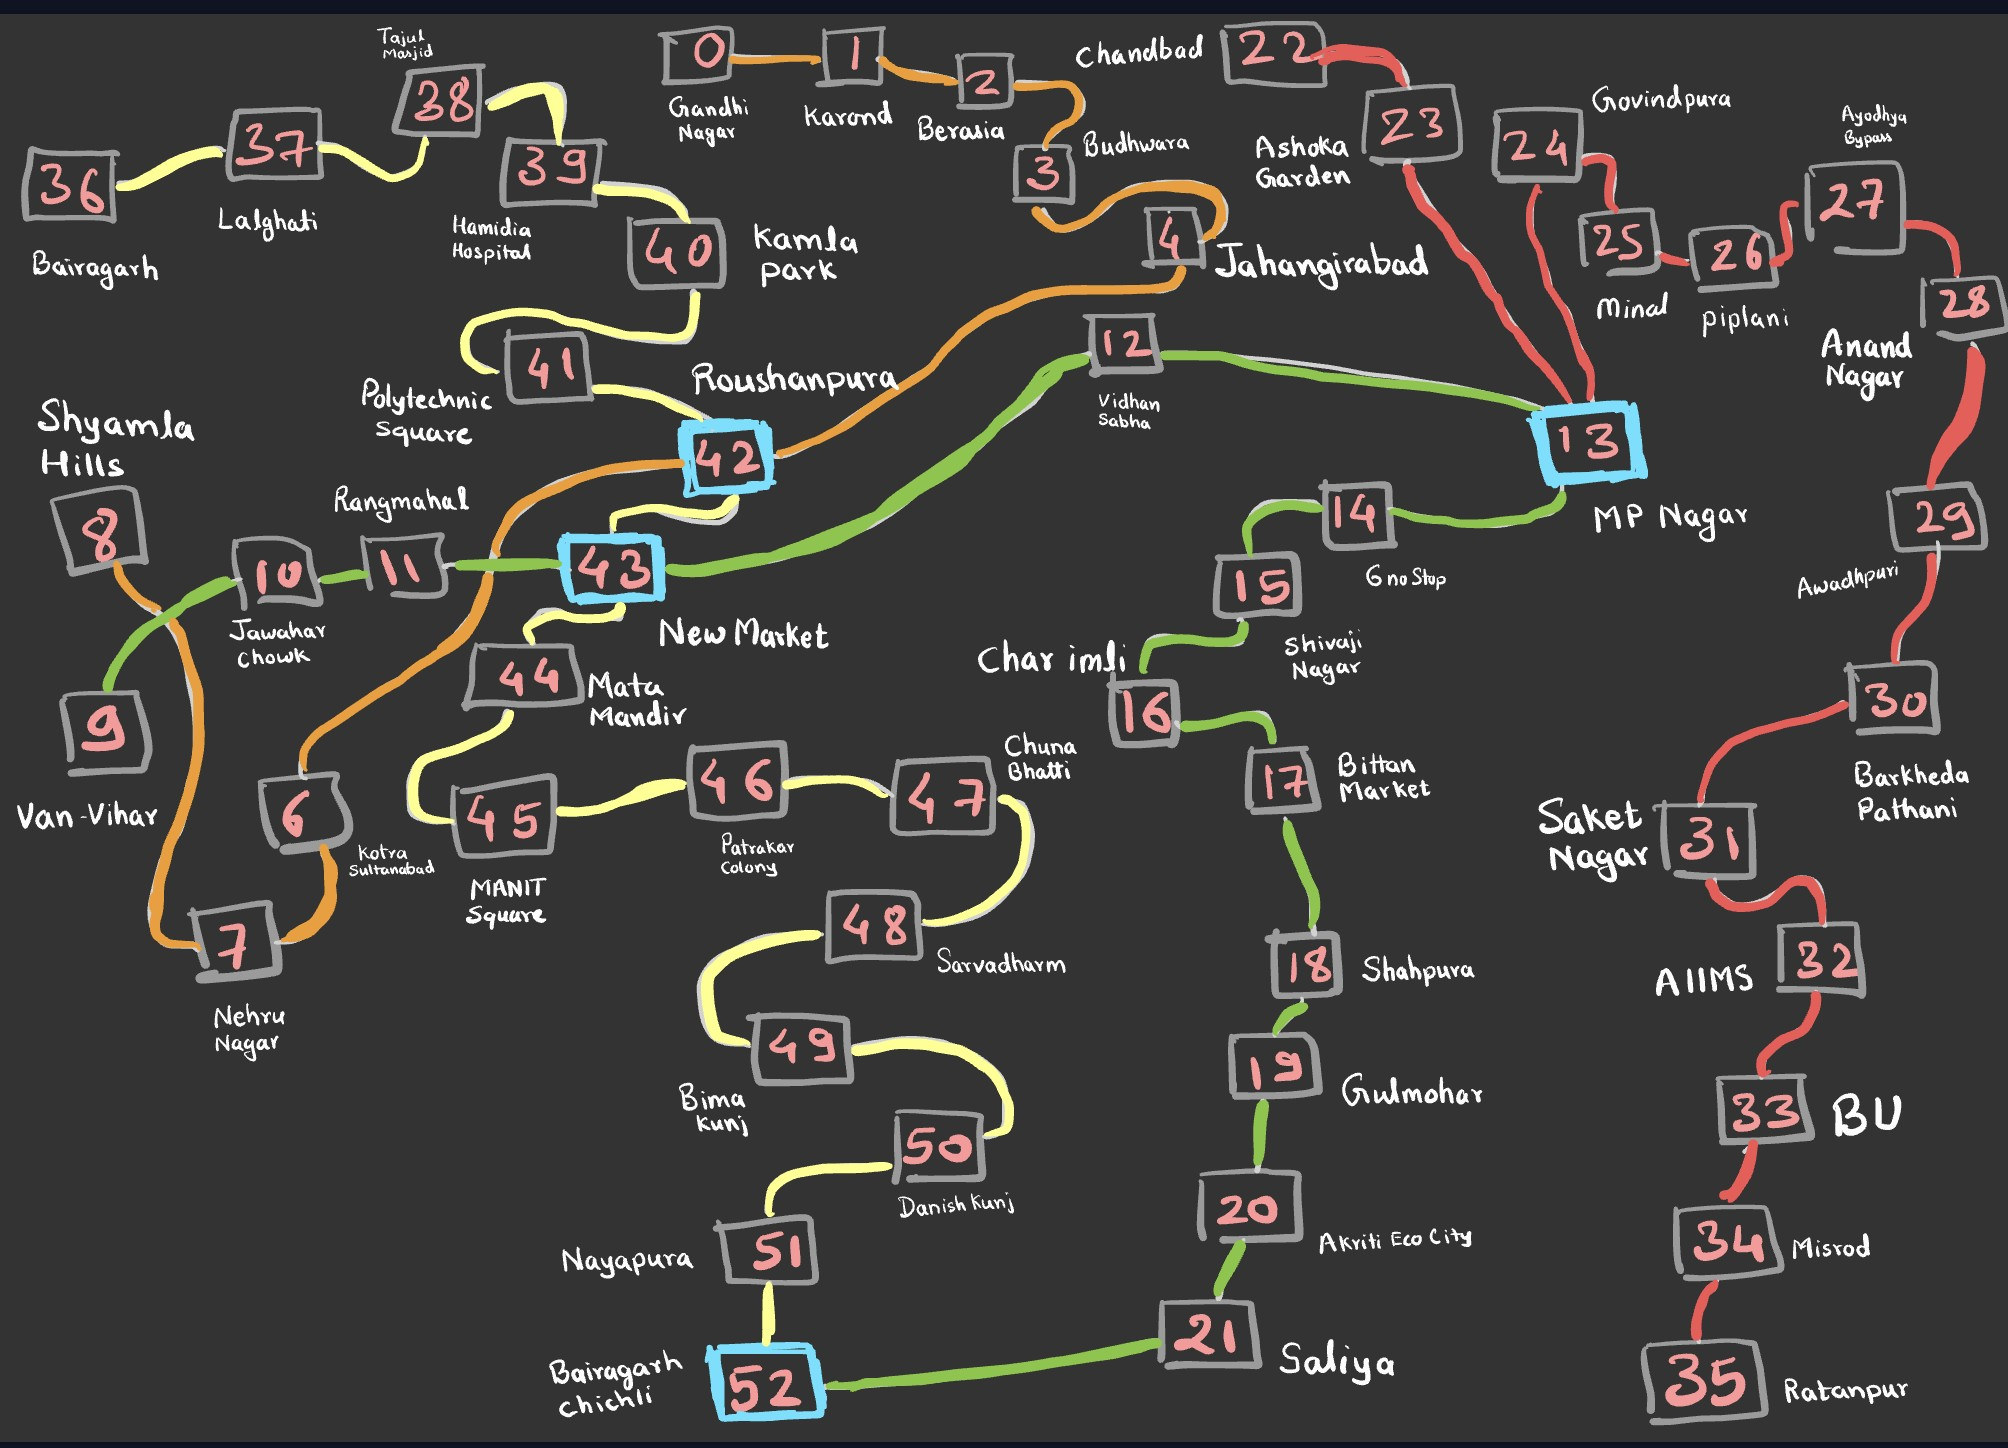 Tajul
Masjid
38
37
36
Lalghati
Bairagarh
39
Hamidia
Hospital
40
Kamla
Park
0
Gandhi
Nagar
1
Karond
2
Berasia
3
Budhwara
4
Jahangirabad
Chandbad
22
23
Ashoka
Garden
24
Govindpura
25
Minal
26
Piplani
Ayodhya
Bypass
27
28
Anand
Nagar
41
Polytechnic
Square
Roushanpura
42
12
Vidhan
Sabha
13
MP Nagar
Shyamla
Hills
8
Rangmahal
10
11
Jawahar
Chowk
43
New Market
14
6 no Stop
15
Shivaji
Nagar
29
Awadhpuri
9
Van-Vihar
44
Mata
Mandir
Char imli
16
17
Bittan
Market
30
Barkheda
Pathani
6
Kotra
Sultanabad
45
MANIT
Square
46
Patrakar
Colony
47
Chuna
Bhatti
Saket
Nagar
31
7
Nehru
Nagar
48
Sarvadharm
18
Shahpura
AIIMS
32
49
Bima
Kunj
19
Gulmohar
33
BU
50
Danish Kunj
20
Akriti Eco City
34
Misrod
Nayapura
51
21
Saliya
Bairagarh
Chichli
52
35
Ratanpur